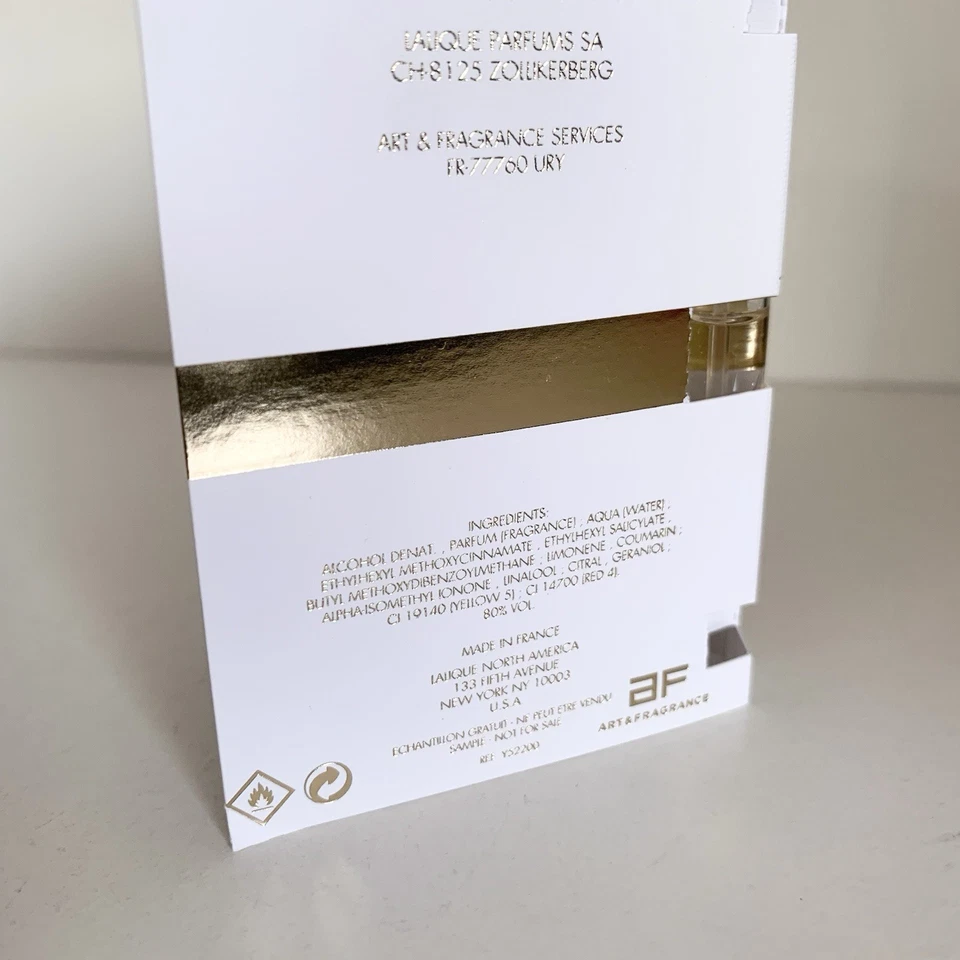 LALIQUE PARFUMS SA
CH-8125 ZOLLIKERBERG
ART & FRAGRANCE SERVICES
FR-77760 URY
INGREDIENTS:
ALCOHOL DENAT. , PARFUM (FRAGRANCE) , AQUA (WATER) ,
ETHYLHEXYL METHOXYCINNAMATE , ETHYLHEXYL SALICYLATE ,
BUTYL METHOXYDIBENZOYLMETHANE ; LIMONENE , COUMARIN ;
ALPHA-ISOMETHYL IONONE , LINALOOL ; CITRAL , GERANIOL ;
CI 19140 (YELLOW 5) ; CI 14700 (RED 4).
80% VOL.
MADE IN FRANCE
LALIQUE NORTH AMERICA
133 FIFTH AVENUE
NEW YORK NY 10003
U.S.A
ECHANTILLON GRATUIT - NE PEUT ETRE VENDU
SAMPLE - NOT FOR SALE
REF. Y52200
aF
ART&FRAGRANCE